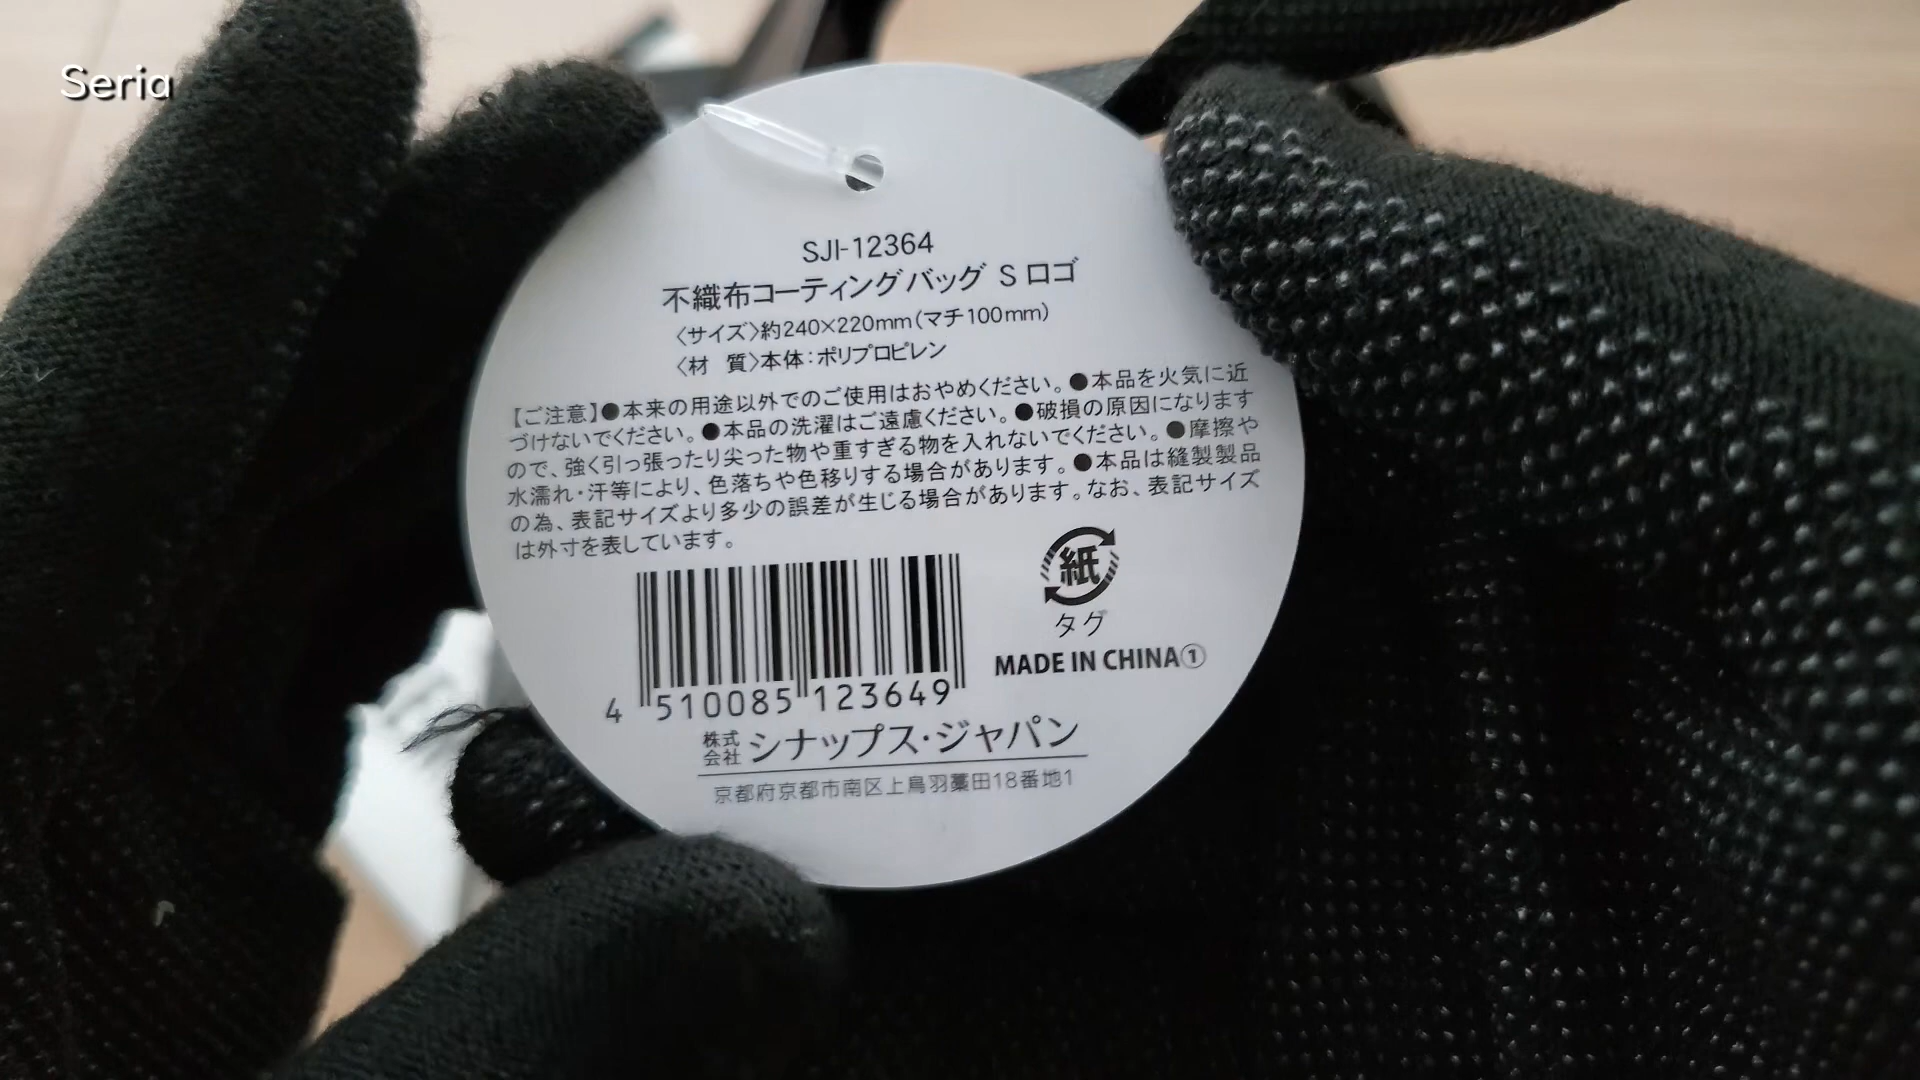 Seria
SJI-12364
不織布コーティングバッグ S ロゴ
〈サイズ〉約240×220mm(マチ100mm)
〈材 質〉本体:ポリプロピレン
【ご注意】●本来の用途以外でのご使用はおやめください。●本品を火気に近
づけないでください。●本品の洗濯はご遠慮ください。●破損の原因になります
ので、強く引っ張ったり尖った物や重すぎる物を入れないでください。●摩擦や
水濡れ・汗等により、色落ちや色移りする場合があります。●本品は縫製製品
の為、表記サイズより多少の誤差が生じる場合があります。なお、表記サイズ
は外寸を表しています。
紙
タグ
MADE IN CHINA①
4 510085 123649
株式会社 シナップス・ジャパン
京都府京都市南区上鳥羽藁田18番地1